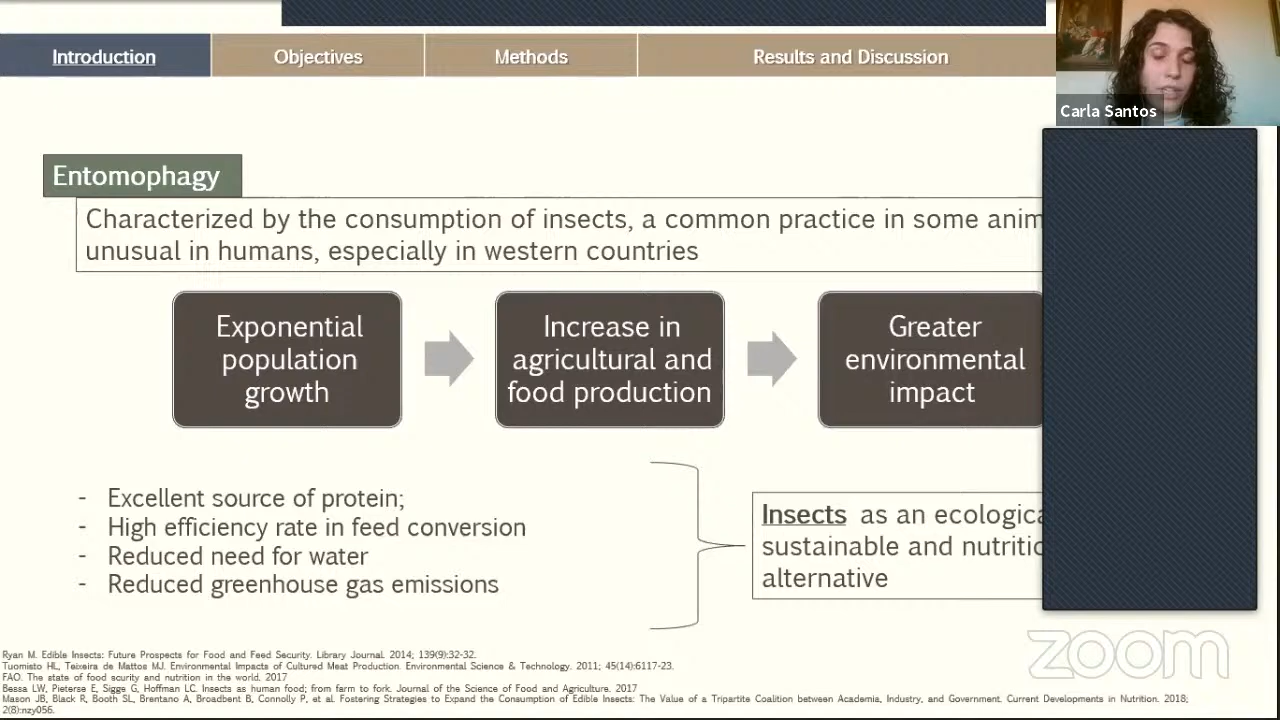 Introduction
Objectives
Methods
Results and Discussion
Carla Santos
Entomophagy
Characterized by the consumption of insects, a common practice in some
unusual in humans, especially in western countries
Exponential
population
growth
Increase in
agricultural and
food production
Greater
environmental
impact
- Excellent source of protein;
- High efficiency rate in feed conversion
- Reduced need for water
- Reduced greenhouse gas emissions
Insects as an
sustainable and
alternative
zoom
Ryan M. Edible Insects: Future Prospects for Food and Feed Security. Library Journal. 2014; 139(9):32-32.
Tuomisto HL, Teixeira de Mattos MJ. Environmental Impacts of Cultured Meat Production. Environmental Science & Technology. 2011; 45(14):6117-23.
FAO. The state of food scurity and nutrition in the world. 2017
Bessa LW, Pieterse E, Sigge G, Hoffman LC. Insects as human food; from farm to fork. Journal of the Science of Food and Agriculture. 2017
Mason JB, Black R, Booth SL, Brentano A, Broadbent B, Connolly P, et al. Fostering Strategies to Expand the Consumption of Edible Insects: The Value of a Tripartite Coalition between Academia, Industry, and Government. Current Developments in Nutrition. 2018;
2(8):nzy056.